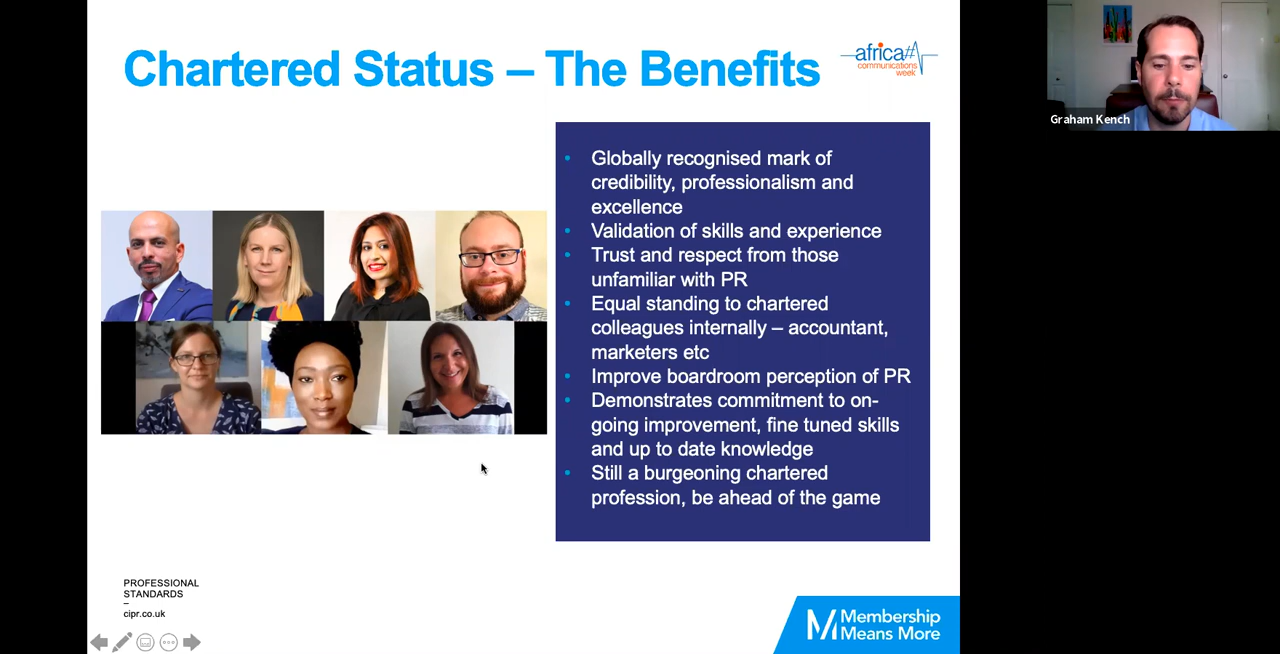 Chartered Status – The Benefits
africa#
communications
week
Graham Kench
• Globally recognised mark of
credibility, professionalism and
excellence
• Validation of skills and experience
• Trust and respect from those
unfamiliar with PR
• Equal standing to chartered
colleagues internally – accountant,
marketers etc
• Improve boardroom perception of PR
• Demonstrates commitment to on-
going improvement, fine tuned skills
and up to date knowledge
• Still a burgeoning chartered
profession, be ahead of the game
PROFESSIONAL
STANDARDS
–
cipr.co.uk
Membership
Means More